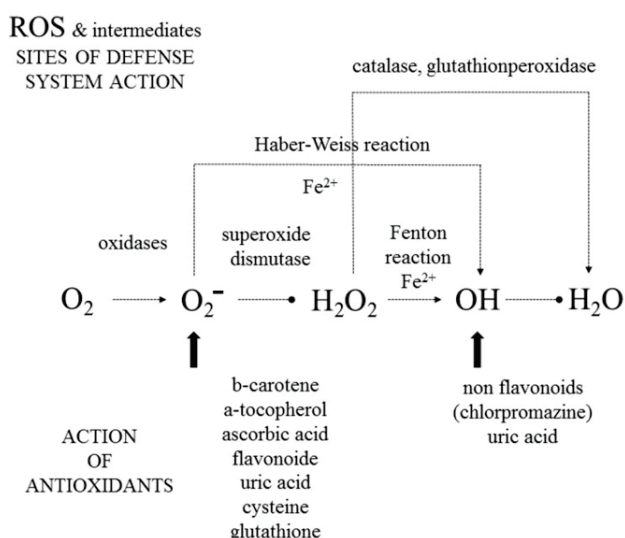 ROS & intermediates
SITES OF DEFENSE
SYSTEM ACTION
catalase, glutathionperoxidase
Haber-Weiss reaction
Fe²⁺
oxidases
superoxide
dismutase
Fenton
reaction
Fe²⁺
O₂ O₂⁻ H₂O₂ OH H₂O
b-carotene
a-tocopherol
ascorbic acid
flavonoide
uric acid
cysteine
glutathione
non flavonoids
(chlorpromazine)
uric acid
ACTION
OF
ANTIOXIDANTS